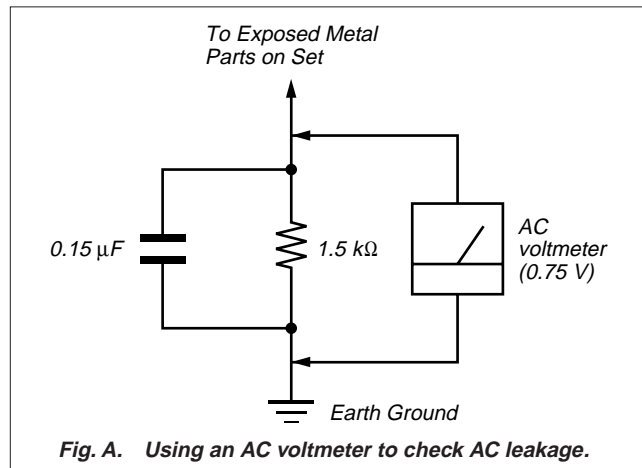 To Exposed Metal
Parts on Set
0.15 µF
1.5 kΩ
AC
voltmeter
(0.75 V)
Earth Ground
Fig. A. Using an AC voltmeter to check AC leakage.